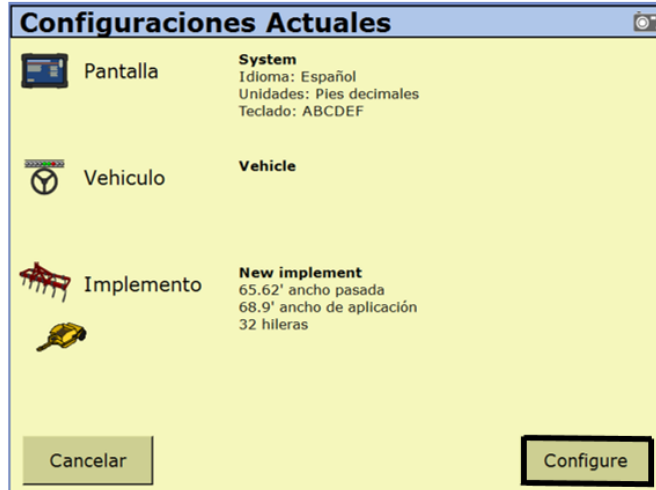 Configuraciones Actuales
Pantalla
System
Idioma: Español
Unidades: Pies decimales
Teclado: ABCDEF
Vehiculo
Vehicle
Implemento
New implement
65.62' ancho pasada
68.9' ancho de aplicación
32 hileras
Cancelar
Configure